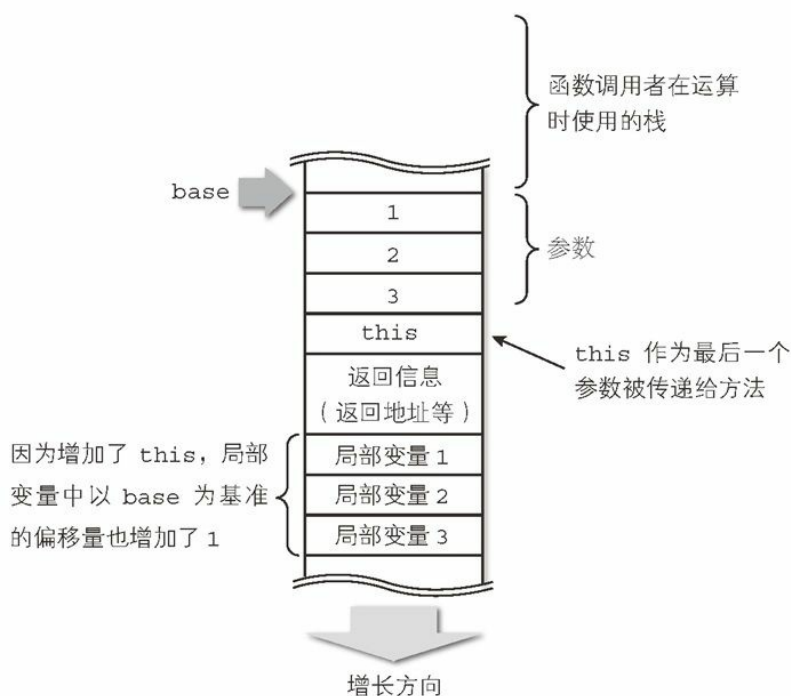 函数调用者在运算
时使用的栈
base
1
2
参数
3
this
this 作为最后一个
参数被传递给方法
返回信息
（返回地址等）
因为增加了 this，局部
变量中以 base 为基准
的偏移量也增加了 1
局部变量 1
局部变量 2
局部变量 3
增长方向